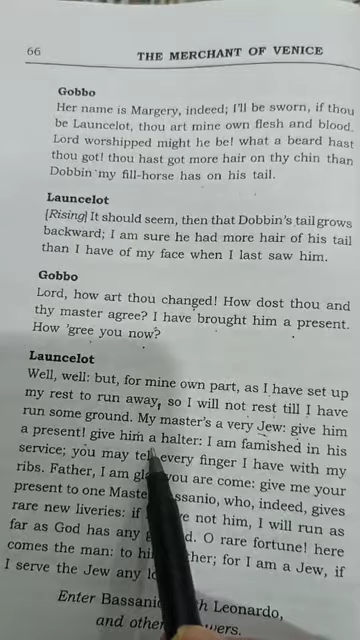 66
THE MERCHANT OF VENICE
Gobbo
Her name is Margery, indeed; I'll be sworn, if thou
be Launcelot, thou art mine own flesh and blood.
Lord worshipped might he be! what a beard hast
thou got! thou hast got more hair on thy chin than
Dobbin my fill-horse has on his tail.
Launcelot
[Rising] It should seem, then that Dobbin's tail grows
backward; I am sure he had more hair of his tail
than I have of my face when I last saw him.
Gobbo
Lord, how art thou changed! How dost thou and
thy master agree? I have brought him a present.
How 'gree you now?
Launcelot
Well, well: but, for mine own part, as I have set up
my rest to run away, so I will not rest till I have
run some ground. My master's a very Jew: give him
a present! give him a halter: I am famished in his
service; you may tell every finger I have with my
ribs. Father, I am you are come: give me your
present to one Master who, indeed, gives
rare new liveries: if not him, I will run as
far as God has any O rare fortune! here
comes the man: to for I am a Jew, if
I serve the Jew any
Enter Leonardo,
and other